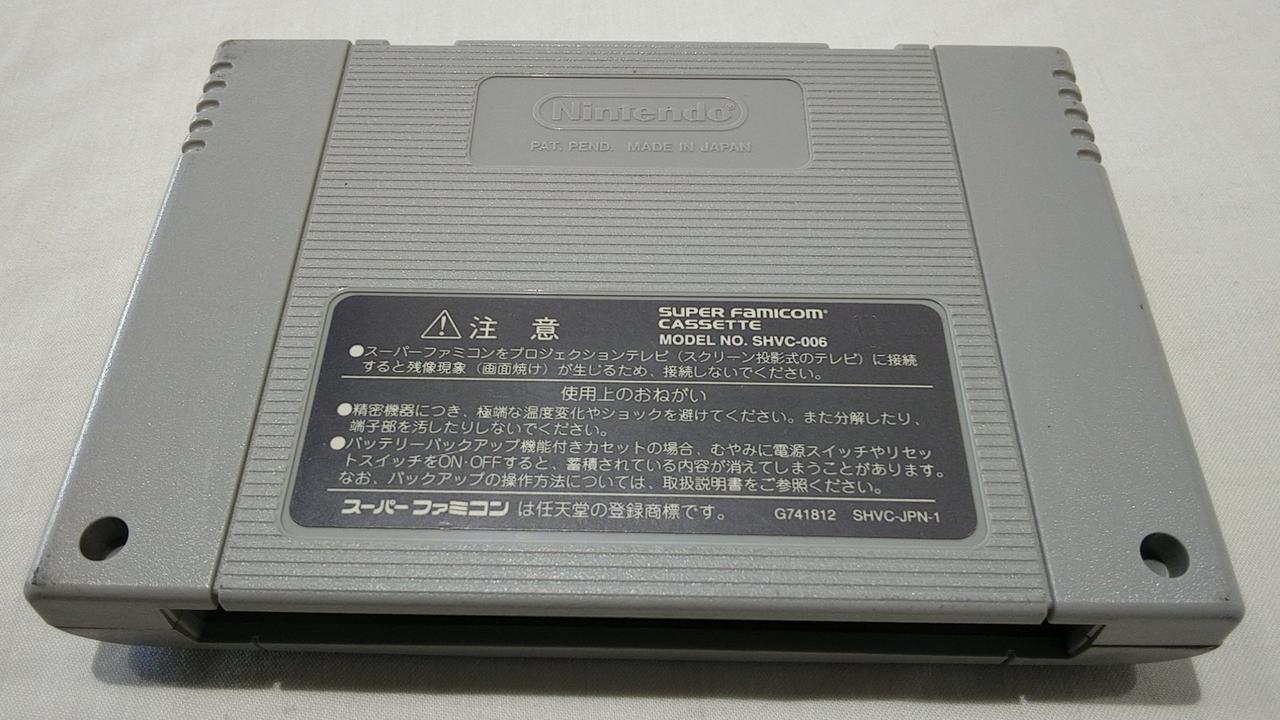 Nintendo®
PAT. PEND. MADE IN JAPAN
⚠注 意
SUPER FAMICOM®
CASSETTE
MODEL NO. SHVC-006
●スーパーファミコンをプロジェクションテレビ（スクリーン投影式のテレビ）に接続
すると残像現象（画面焼け）が生じるため、接続しないでください。
使用上のおねがい
●精密機器につき、極端な温度変化やショックを避けてください。また分解したり、
端子部を汚したりしないでください。
●バッテリーバックアップ機能付きカセットの場合、むやみに電源スイッチやリセッ
トスイッチをON·OFFすると、蓄積されている内容が消えてしまうことがあります。
なお、バックアップの操作方法については、取扱説明書をご参照ください。
スーパーファミコン は任天堂の登録商標です。 G741812 SHVC-JPN-1